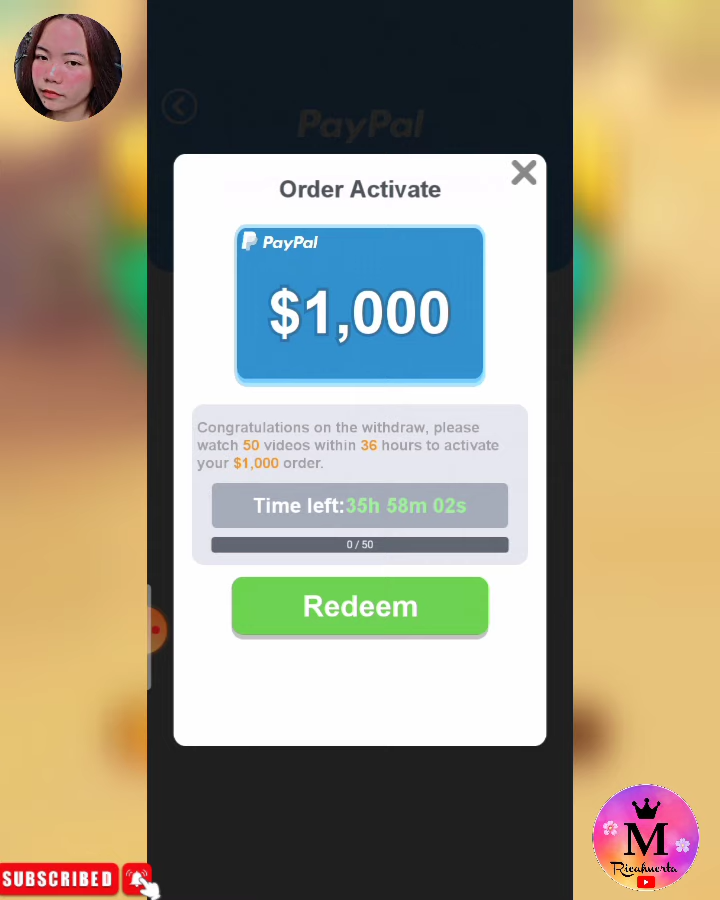 PayPal
Order Activate
PayPal
$1,000
Congratulations on the withdraw, please
watch 50 videos within 36 hours to activate
your $1,000 order.
Time left:35h 58m 02s
0 / 50
Redeem
M
Ricahuerta
SUBSCRIBED